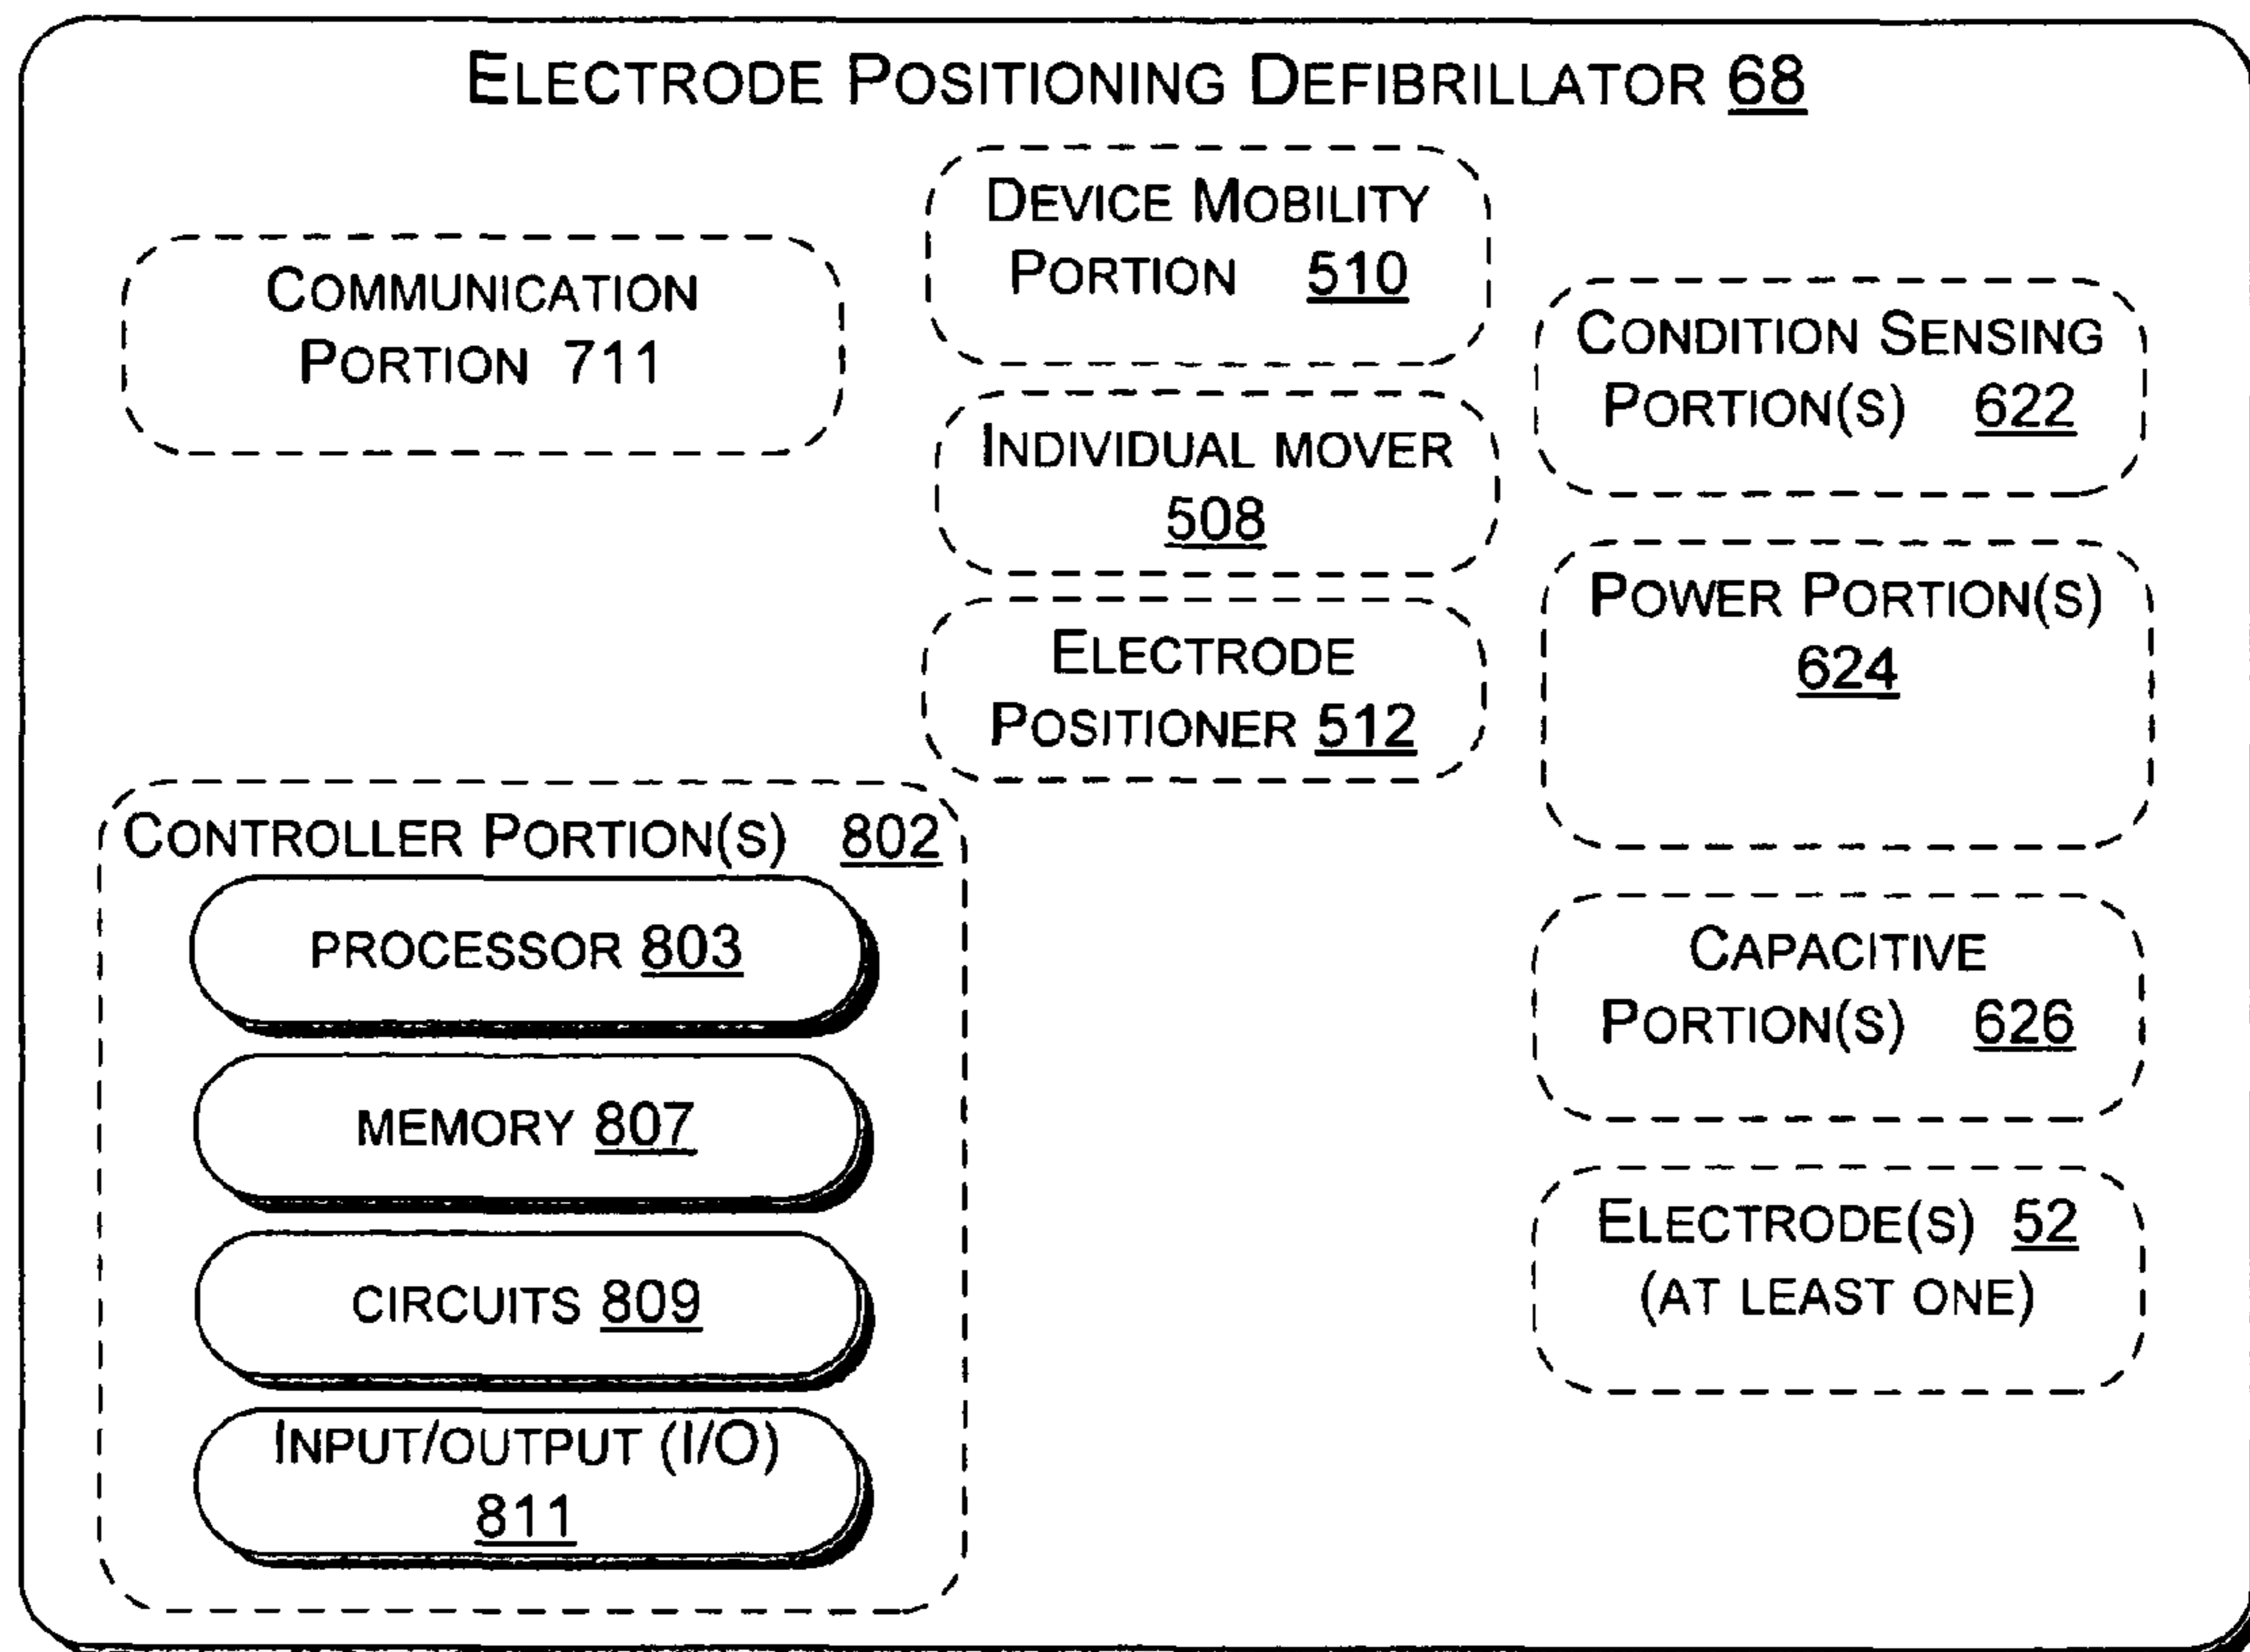 ELECTRODE POSITIONING DEFIBRILLATOR 68
COMMUNICATION
PORTION 711
DEVICE MOBILITY
PORTION 510
INDIVIDUAL MOVER
508
ELECTRODE
POSITIONER 512
CONDITION SENSING
PORTION(S) 622
POWER PORTION(S)
624
CAPACITIVE
PORTION(S) 626
ELECTRODE(S) 52
(AT LEAST ONE)
CONTROLLER PORTION(S) 802
PROCESSOR 803
MEMORY 807
CIRCUITS 809
INPUT/OUTPUT (I/O)
811